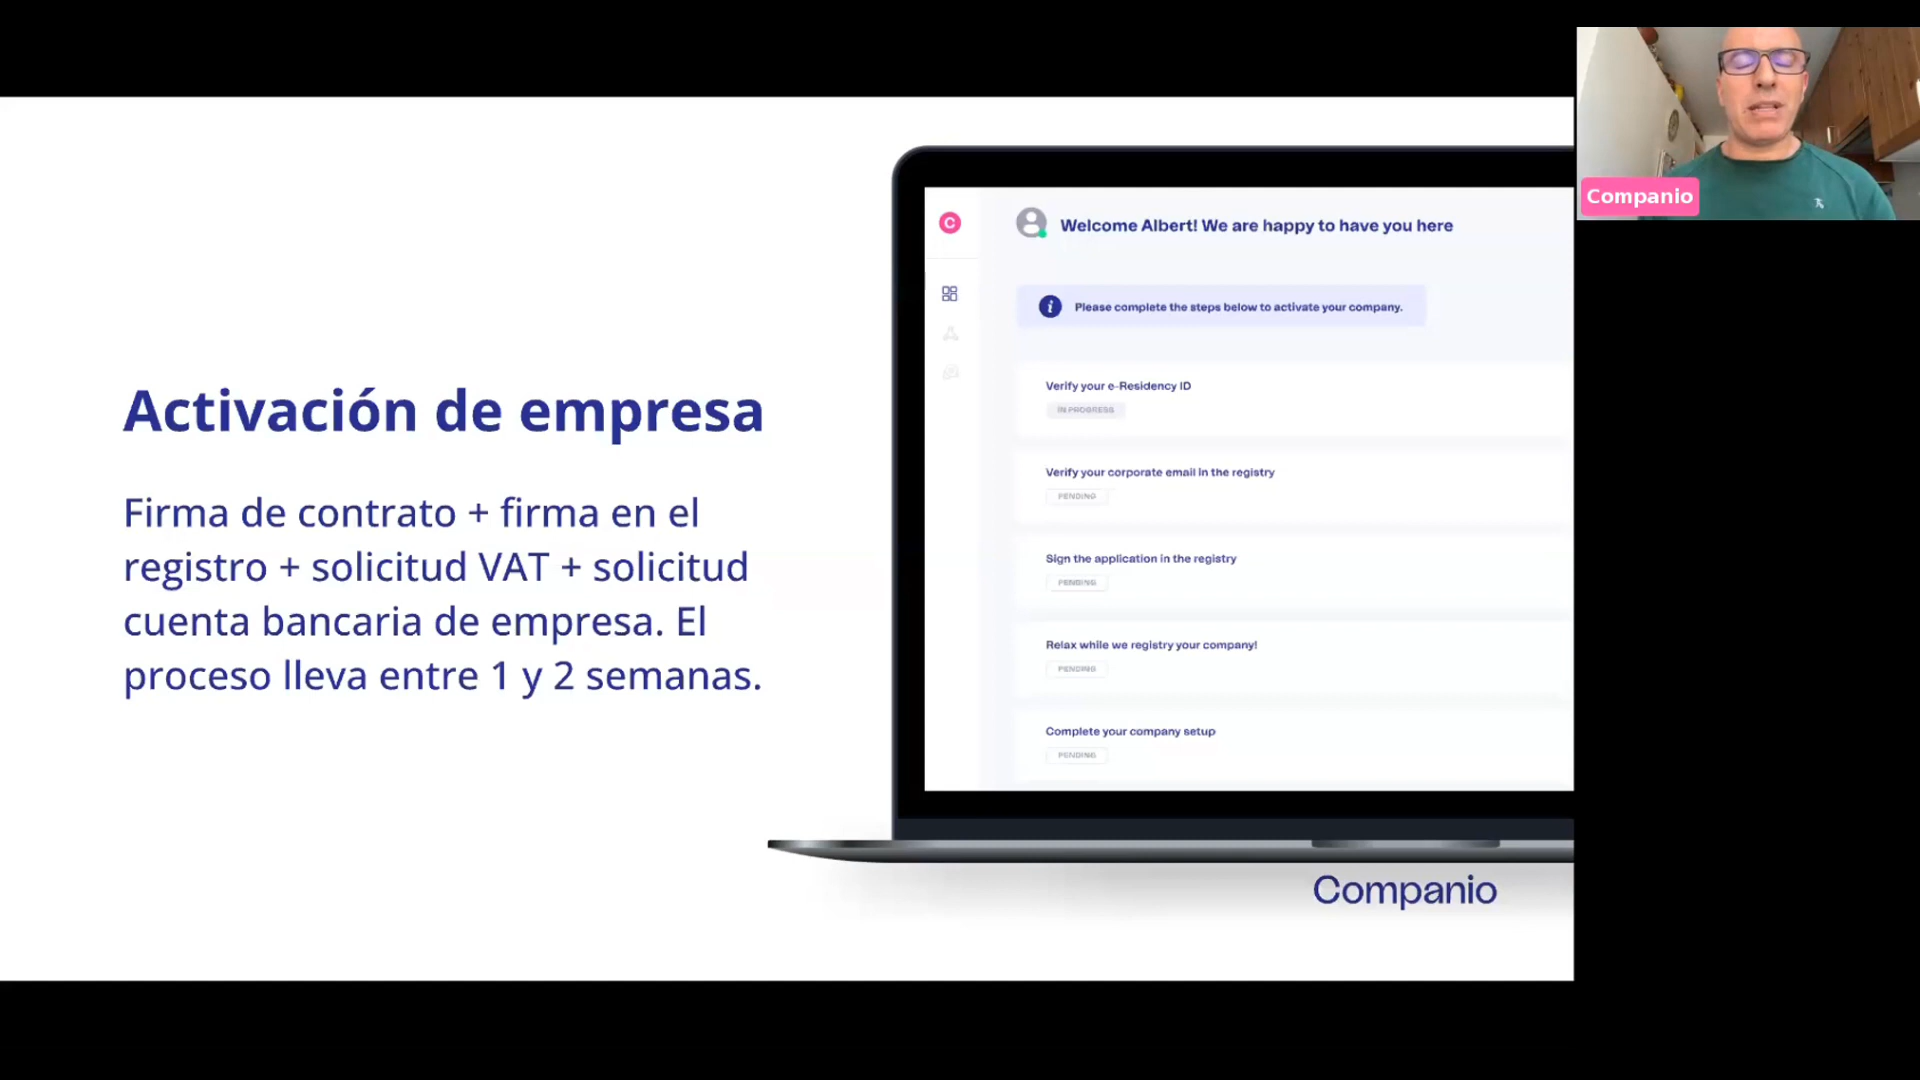 Activación de empresa
Firma de contrato + firma en el
registro + solicitud VAT + solicitud
cuenta bancaria de empresa. El
proceso lleva entre 1 y 2 semanas.
C
Welcome Albert! We are happy to have you here
i
Please complete the steps below to activate your company.
Verify your e-Residency ID
IN PROGRESS
Verify your corporate email in the registry
PENDING
Sign the application in the registry
PENDING
Relax while we registry your company!
PENDING
Complete your company setup
PENDING
Companio
Companio